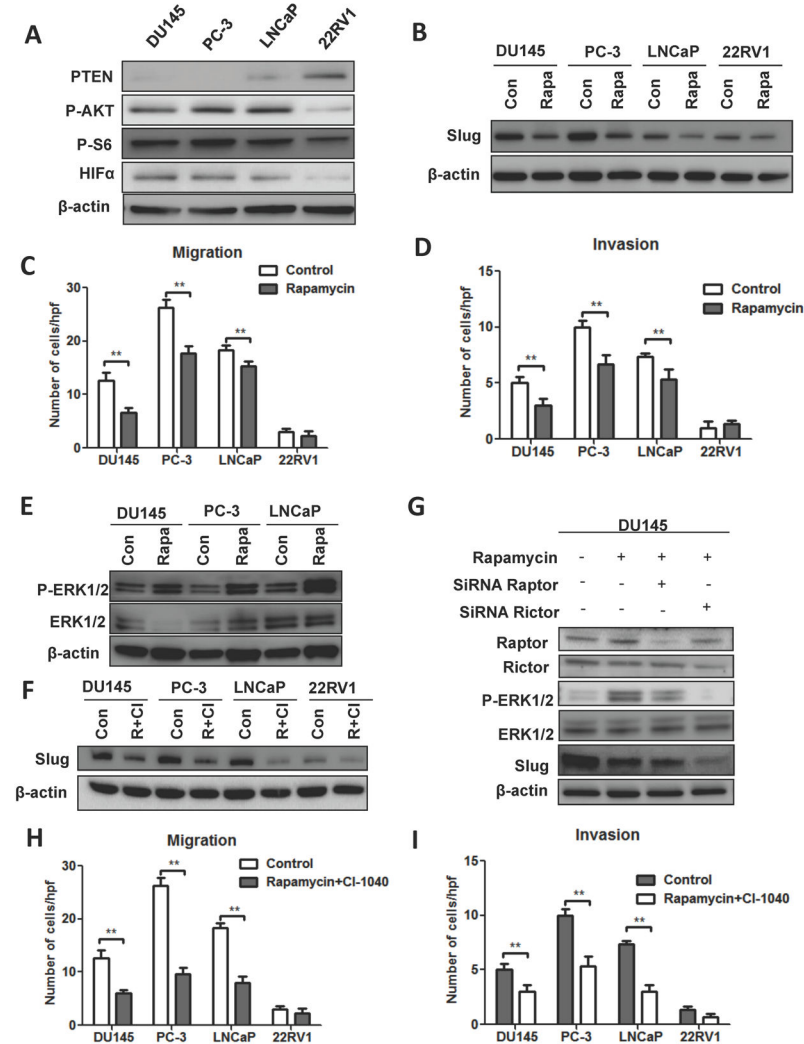 A
DU145 PC-3 LNCaP 22RV1
PTEN
P-AKT
P-S6
HIFα
β-actin
B
DU145 PC-3 LNCaP 22RV1
Con Rapa Con Rapa Con Rapa Con Rapa
Slug
β-actin
C
Migration
Control
Rapamycin
Number of cells/hpf
30
20
10
0
** ** **
DU145 PC-3 LNCaP 22RV1
D
Invasion
Control
Rapamycin
Number of cells/hpf
15
10
5
0
** ** **
DU145 PC-3 LNCaP 22RV1
E
DU145 PC-3 LNCaP
Con Rapa Con Rapa Con Rapa
P-ERK1/2
ERK1/2
β-actin
F
DU145 PC-3 LNCaP 22RV1
Con R+CI Con R+CI Con R+CI Con R+CI
Slug
β-actin
G
DU145
Rapamycin - + + +
SiRNA Raptor - - + -
SiRNA Rictor - - - +
Raptor
Rictor
P-ERK1/2
ERK1/2
Slug
β-actin
H
Migration
Control
Rapamycin+CI-1040
Number of cells/hpf
30
20
10
0
** ** **
DU145 PC-3 LNCaP 22RV1
I
Invasion
Control
Rapamycin+CI-1040
Number of cells/hpf
15
10
5
0
** ** **
DU145 PC-3 LNCaP 22RV1